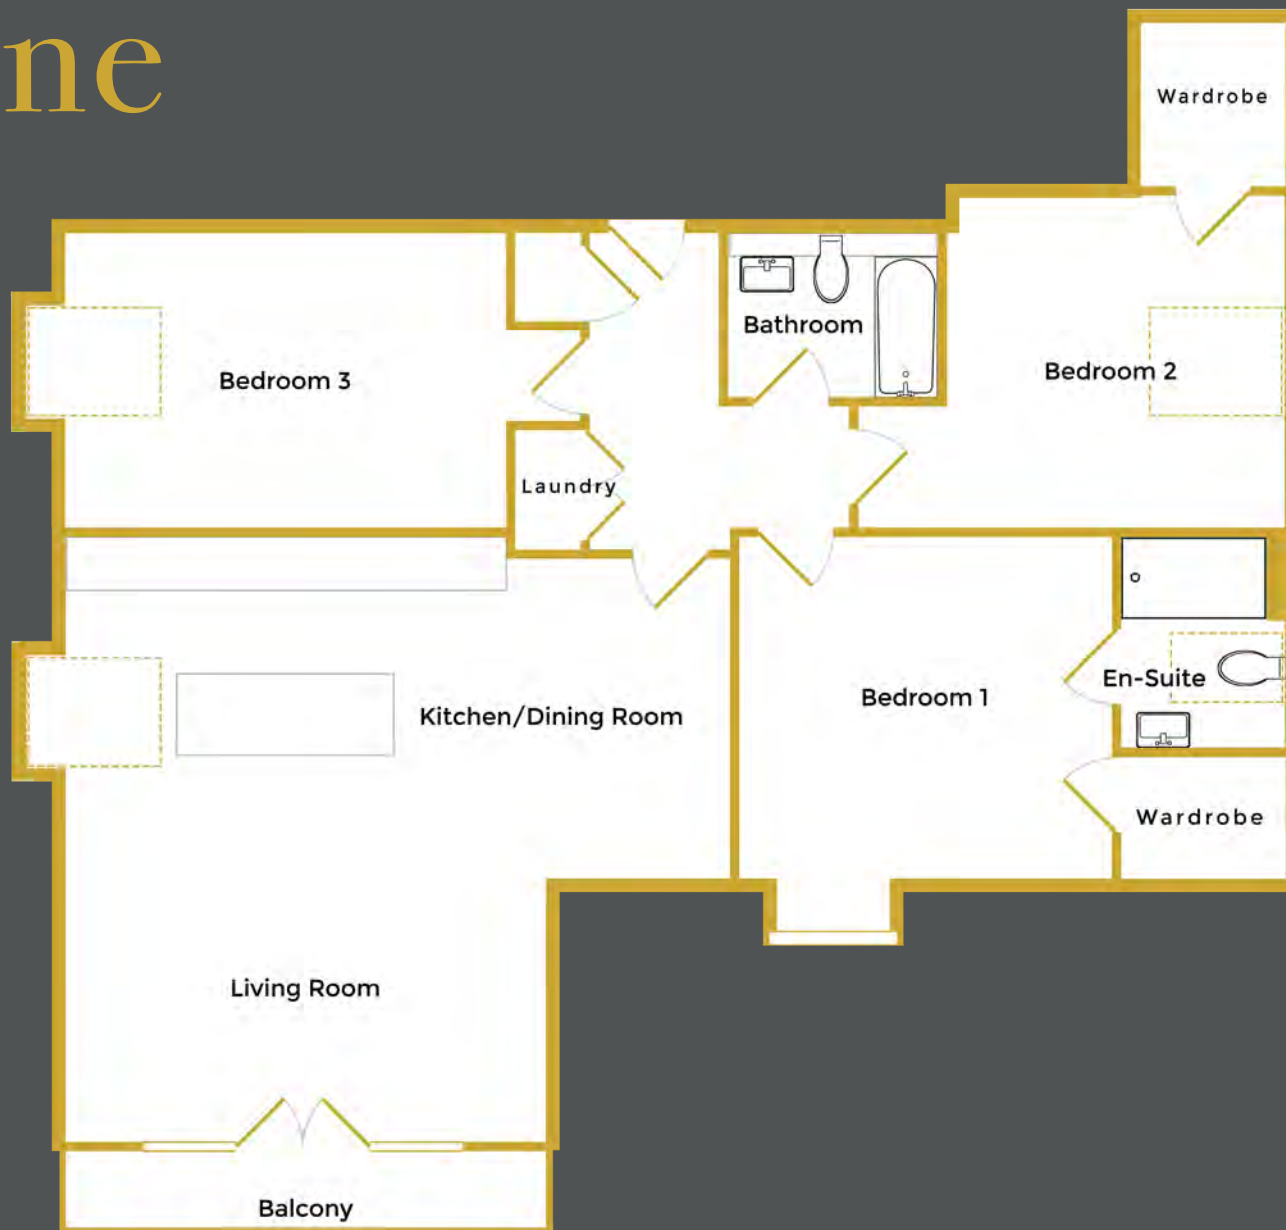 ne
Wardrobe
Bathroom
Bedroom 2
Bedroom 3
Laundry
En-Suite
Bedroom 1
Kitchen/Dining Room
Wardrobe
Living Room
Balcony